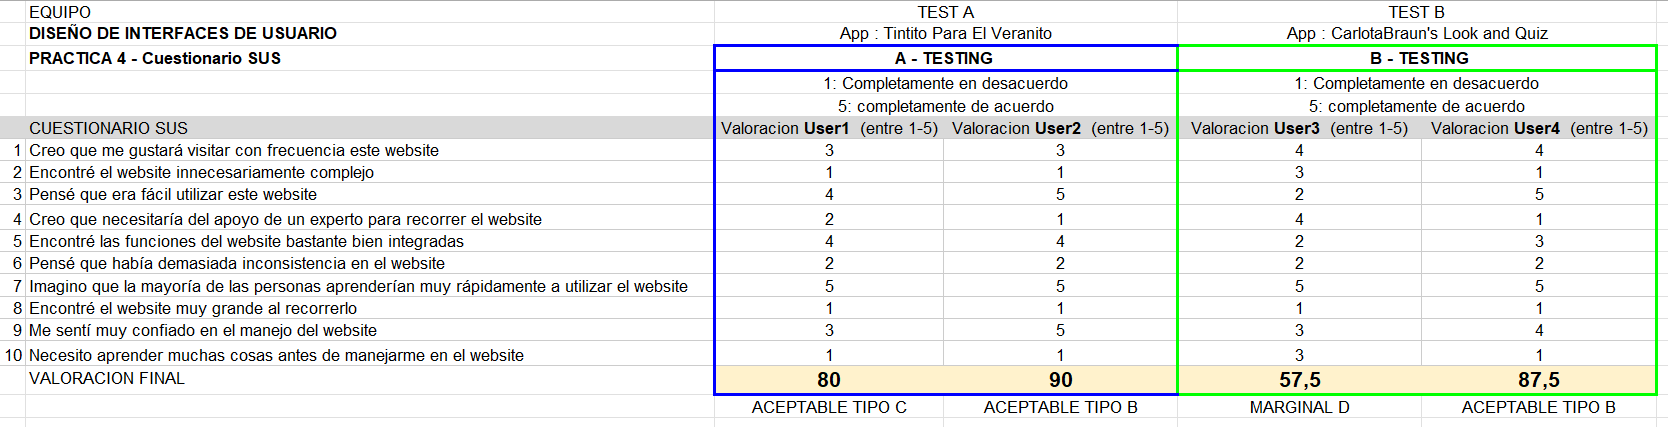 EQUIPO TEST A TEST B
DISEÑO DE INTERFACES DE USUARIO App : Tintito Para El Veranito App : CarlotaBraun's Look and Quiz
PRACTICA 4 - Cuestionario SUS A - TESTING B - TESTING
1: Completamente en desacuerdo 1: Completamente en desacuerdo
5: completamente de acuerdo 5: completamente de acuerdo
CUESTIONARIO SUS Valoracion User1 (entre 1-5) Valoracion User2 (entre 1-5) Valoracion User3 (entre 1-5) Valoracion User4 (entre 1-5)
1 Creo que me gustará visitar con frecuencia este website 3 3 4 4
2 Encontré el website innecesariamente complejo 1 1 3 1
3 Pensé que era fácil utilizar este website 4 5 2 5
4 Creo que necesitaría del apoyo de un experto para recorrer el website 2 1 4 1
5 Encontré las funciones del website bastante bien integradas 4 4 2 3
6 Pensé que había demasiada inconsistencia en el website 2 2 2 2
7 Imagino que la mayoría de las personas aprenderían muy rápidamente a utilizar el website 5 5 5 5
8 Encontré el website muy grande al recorrerlo 1 1 1 1
9 Me sentí muy confiado en el manejo del website 3 5 3 4
10 Necesito aprender muchas cosas antes de manejarme en el website 1 1 3 1
VALORACION FINAL 80 90 57,5 87,5
ACEPTABLE TIPO C ACEPTABLE TIPO B MARGINAL D ACEPTABLE TIPO B